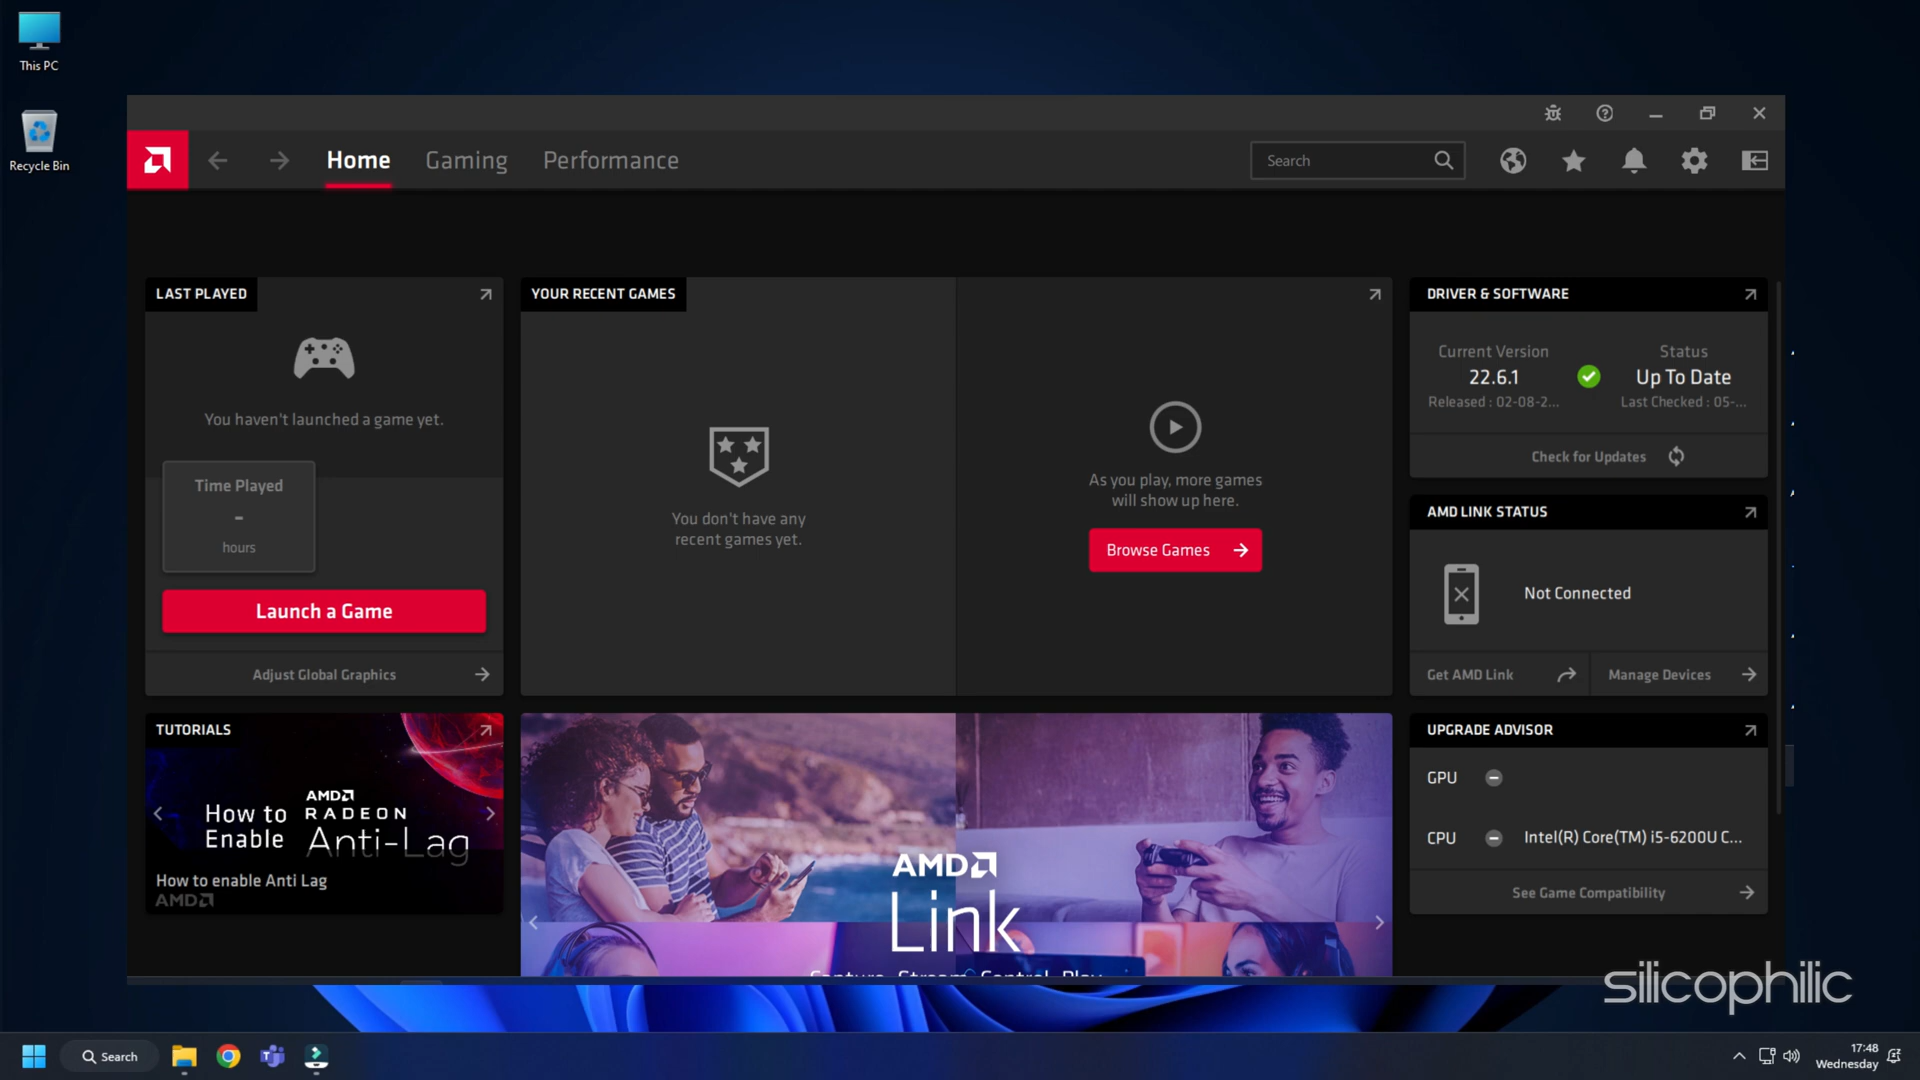 This PC
Recycle Bin
Home
Gaming
Performance
Search
LAST PLAYED
You haven't launched a game yet.
Time Played
-
hours
Launch a Game
Adjust Global Graphics
YOUR RECENT GAMES
You don't have any
recent games yet.
As you play, more games
will show up here.
Browse Games
DRIVER & SOFTWARE
Current Version
22.6.1
Released : 02-08-2...
Status
Up To Date
Last Checked : 05-...
Check for Updates
AMD LINK STATUS
Not Connected
Get AMD Link
Manage Devices
TUTORIALS
How to
Enable
AMD
RADEON
Anti-Lag
How to enable Anti Lag
AMD
AMD
Link
Capture. Stream. Control. Play.
UPGRADE ADVISOR
GPU
CPU
Intel(R) Core(TM) i5-6200U C...
See Game Compatibility
silicophilic
Search
17:48
Wednesday